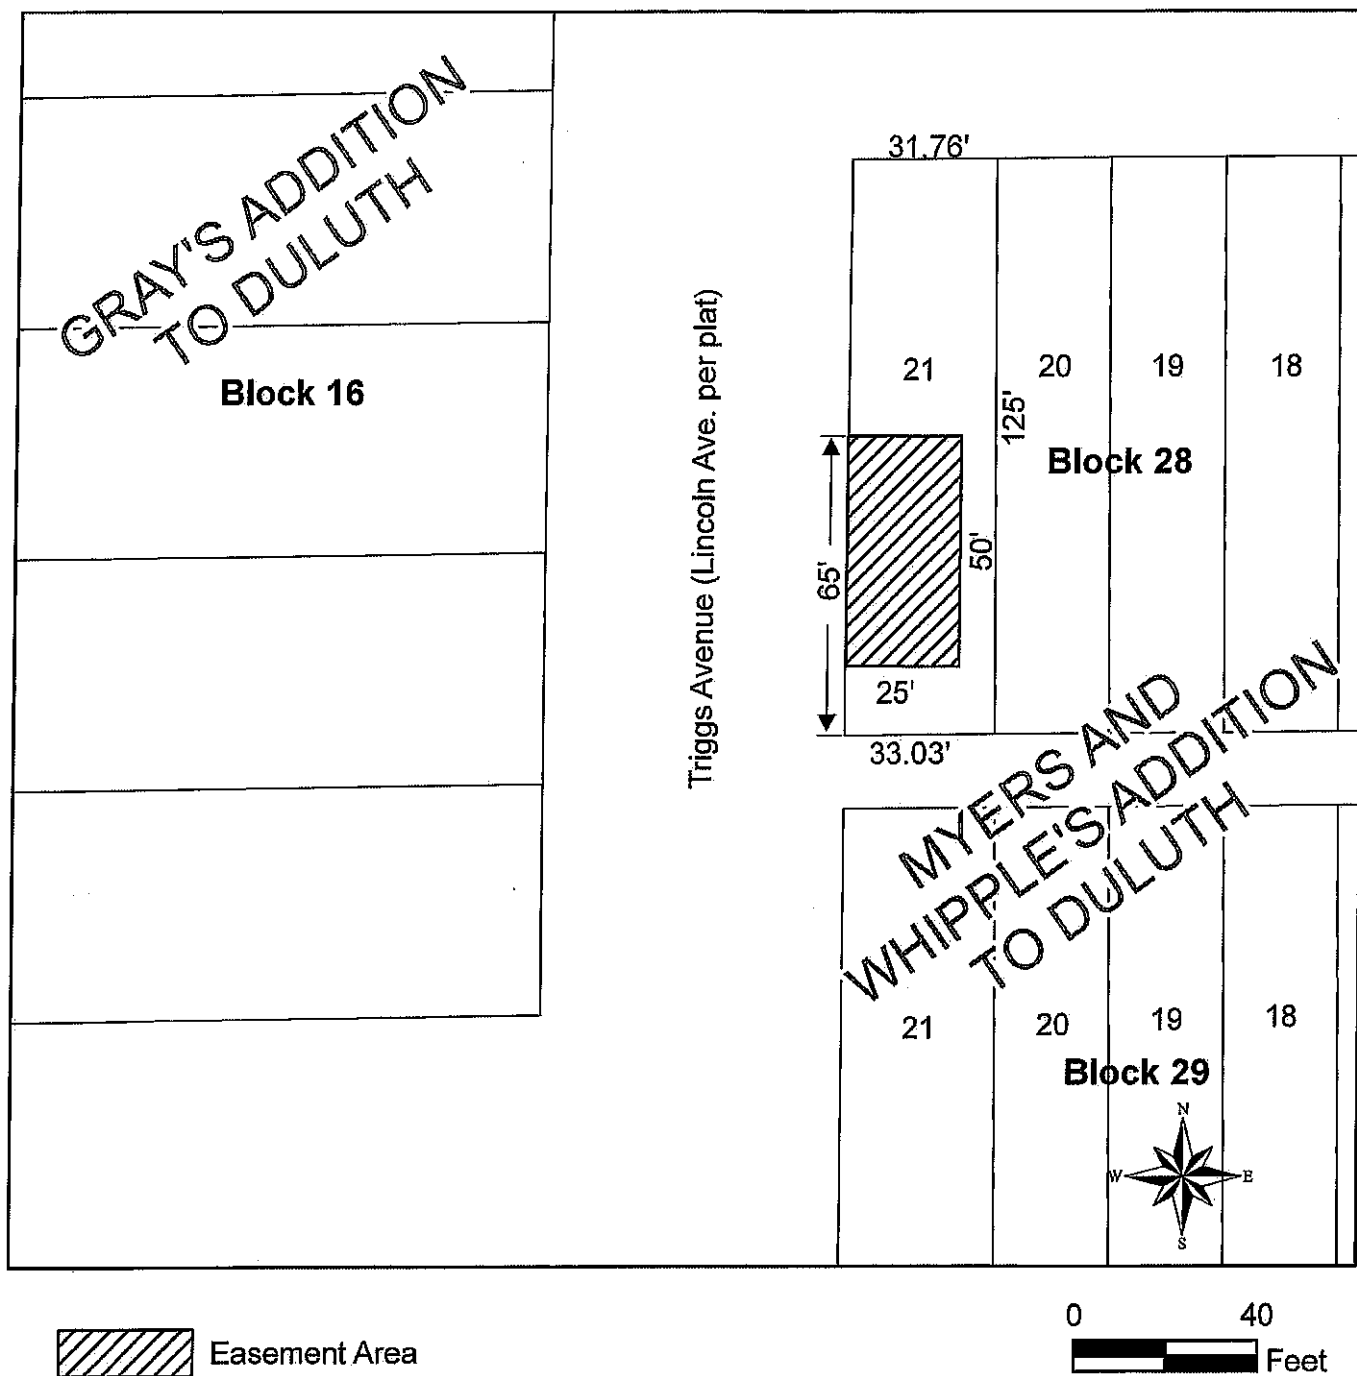 GRAY'S ADDITION
TO DULUTH
Block 16
Triggs Avenue (Lincoln Ave. per plat)
31.76'
21
20
19
18
125'
Block 28
65'
50'
25'
33.03'
MYERS AND
WHIPPLE'S ADDITION
TO DULUTH
21
20
19
18
Block 29
N
W
E
S
Easement Area
0
40
Feet